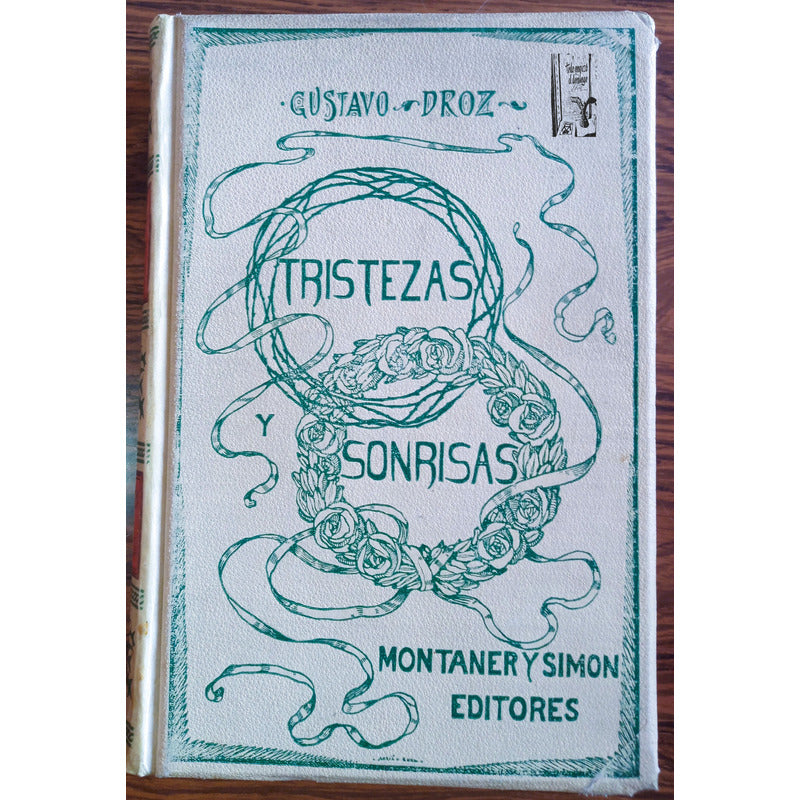 ·GUSTAVO DROZ
TRISTEZAS
Y
SONRISAS
MONTANER Y SIMON
EDITORES